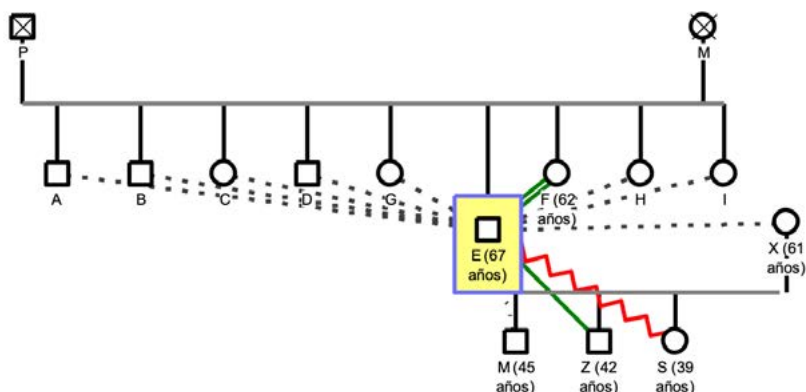 P
M
A
B
C
D
G
F (62
años)
H
I
E (67
años)
X (61
años)
M (45
años)
Z (42
años)
S (39
años)